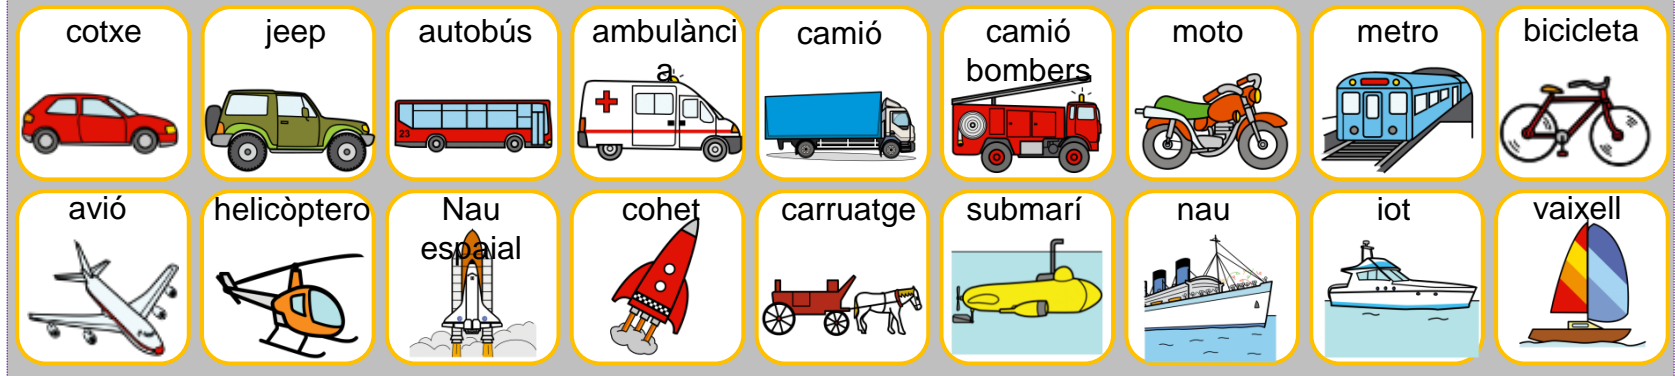 cotxe
jeep
autobús
ambulànci
a
camió
camió
bombers
moto
metro
bicicleta
23
avió
helicòptero
Nau
espaial
cohet
carruatge
submarí
nau
iot
vaixell